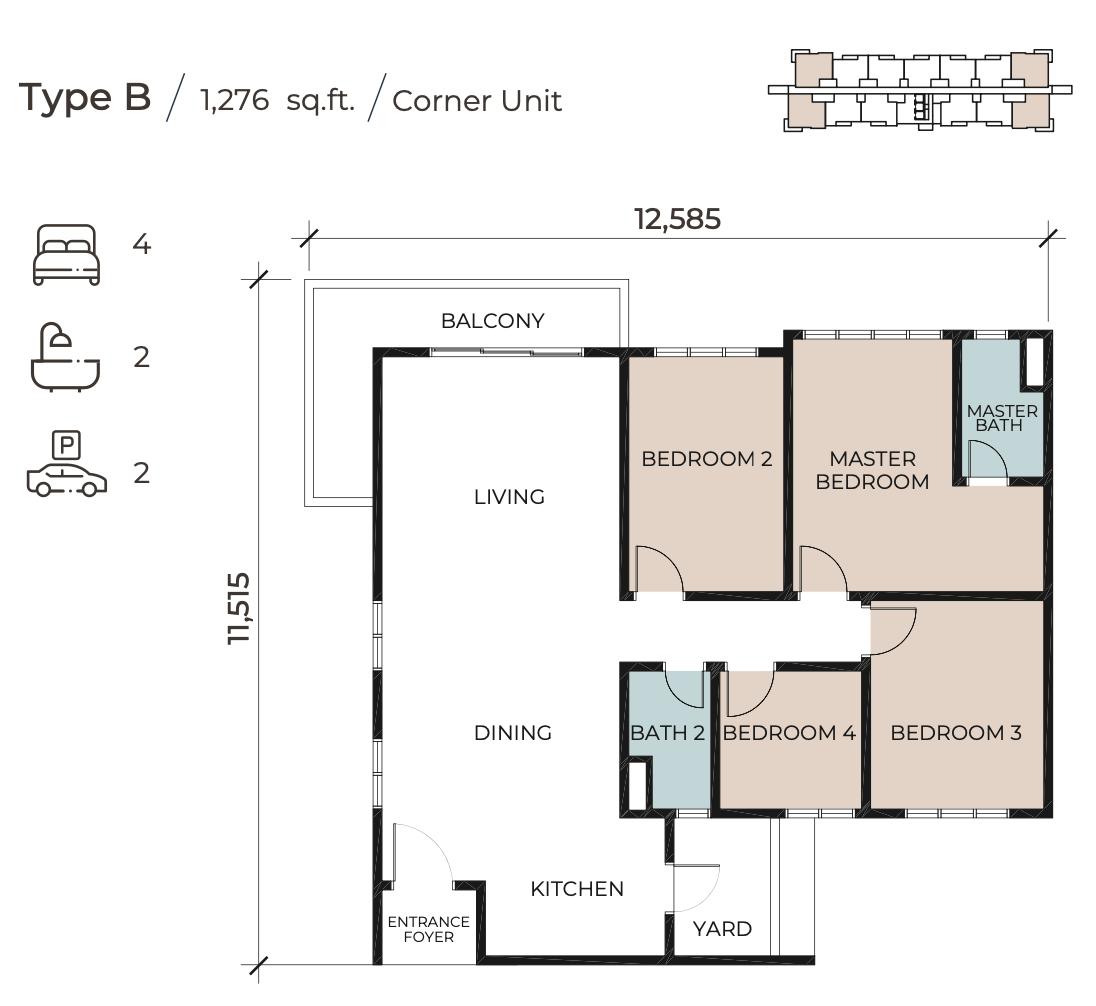 Type B / 1,276 sq.ft. / Corner Unit
12,585
4
2
P
2
11,515
BALCONY
MASTER
BATH
BEDROOM 2
MASTER
BEDROOM
LIVING
DINING
BATH 2
BEDROOM 4
BEDROOM 3
KITCHEN
ENTRANCE
FOYER
YARD